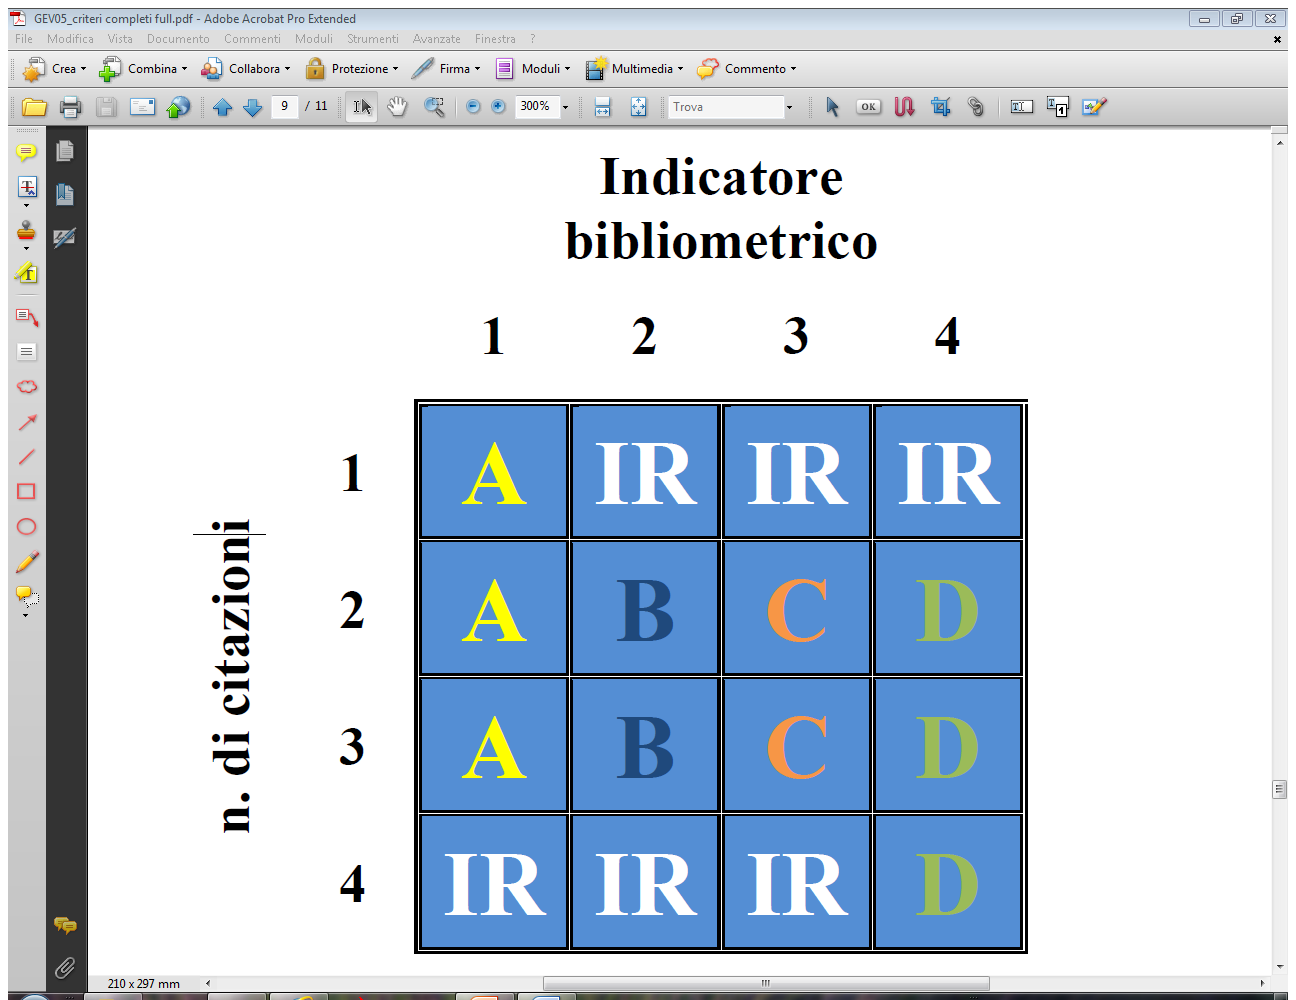 GEV05_criteri completi full.pdf - Adobe Acrobat Pro Extended
File Modifica Vista Documento Commenti Moduli Strumenti Avanzate Finestra ?
Crea Combina Collabora Protezione Firma Moduli Multimedia Commento
9 / 11 300% Trova OK
Indicatore
bibliometrico
1 2 3 4
n. di citazioni
1 A IR IR IR
2 A B C D
3 A B C D
4 IR IR IR D
210 x 297 mm